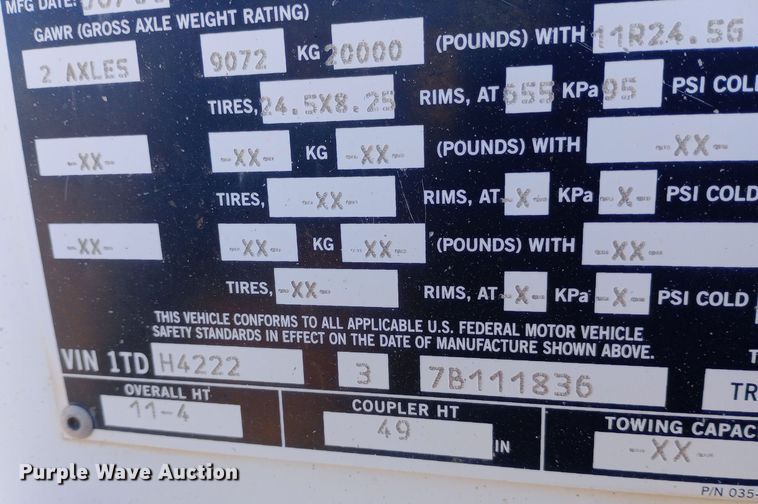 MFG DATE:
GAWR (GROSS AXLE WEIGHT RATING)
2 AXLES 9072 KG 20000 (POUNDS) WITH 11R24.5G
TIRES, 24.5X8.25 RIMS, AT 655 KPa 95 PSI COL
-XX- -XX- KG -XX- (POUNDS) WITH -XX-
TIRES, -XX- RIMS, AT -X- KPa -X- PSI COLD
-XX- -XX- KG -XX- (POUNDS) WITH -XX-
TIRES, -XX- RIMS, AT -X- KPa -X- PSI COLD
THIS VEHICLE CONFORMS TO ALL APPLICABLE U.S. FEDERAL MOTOR VEHICLE
SAFETY STANDARDS IN EFFECT ON THE DATE OF MANUFACTURE SHOWN ABOVE.
VIN 1TD H4222 3 7B111836 TR
OVERALL HT COUPLER HT TOWING CAPAC
11-4 49 IN -XX-
P/N 035-
Purple Wave Auction